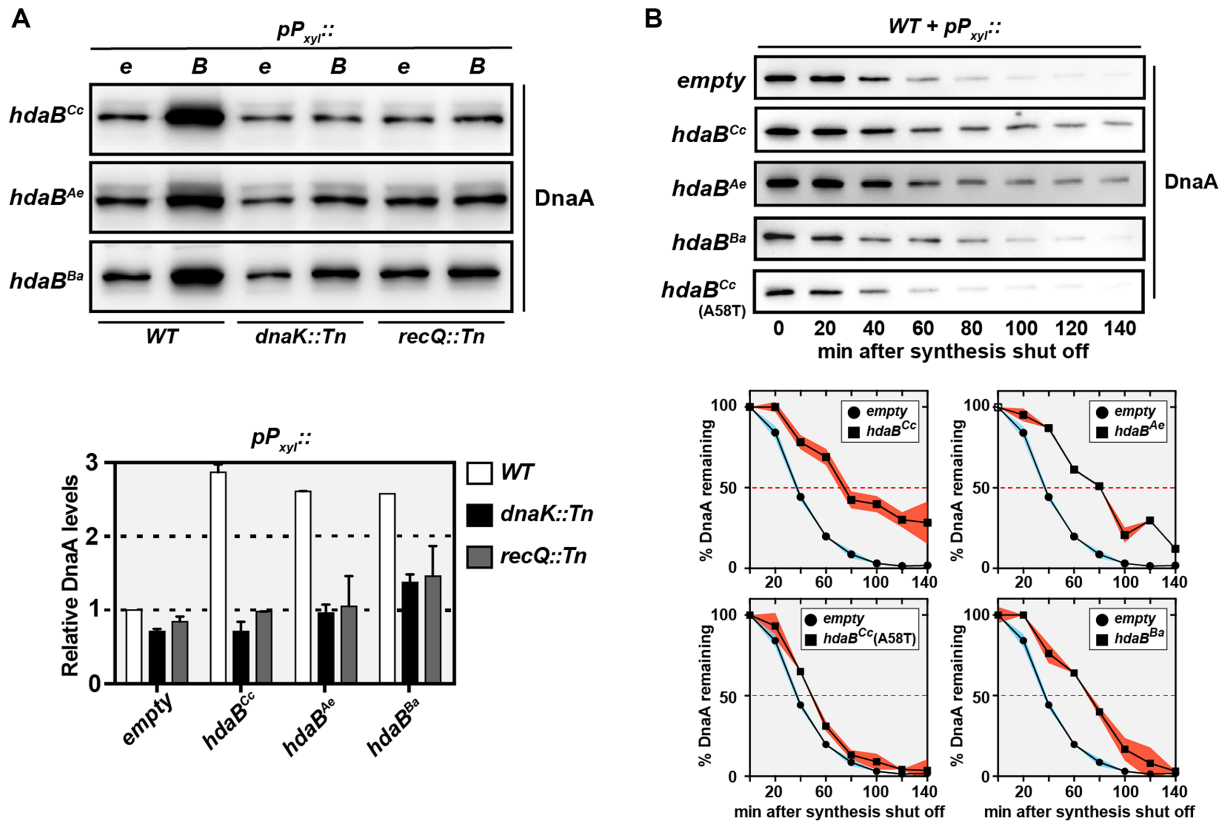 A
pPxyl::
e B e B e B
hdaBCc
hdaBAe
hdaBBa
DnaA
WT dnaK::Tn recQ::Tn
pPxyl::
Relative DnaA levels
3
2
1
0
empty hdaBCc hdaBAe hdaBBa
WT
dnaK::Tn
recQ::Tn
B
WT + pPxyl::
empty
hdaBCc
hdaBAe
hdaBBa
hdaBCc
(A58T)
DnaA
0 20 40 60 80 100 120 140
min after synthesis shut off
% DnaA remaining
100
50
0
20 60 100 140
empty
hdaBCc
% DnaA remaining
100
50
0
20 60 100 140
empty
hdaBAe
% DnaA remaining
100
50
0
20 60 100 140
empty
hdaBCc(A58T)
min after synthesis shut off
% DnaA remaining
100
50
0
20 60 100 140
empty
hdaBBa
min after synthesis shut off